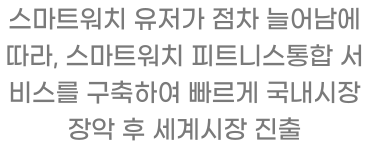 스마트워치 유저가 점차 늘어남에
따라, 스마트워치 피트니스통합 서
비스를 구축하여 빠르게 국내시장
장악 후 세계시장 진출